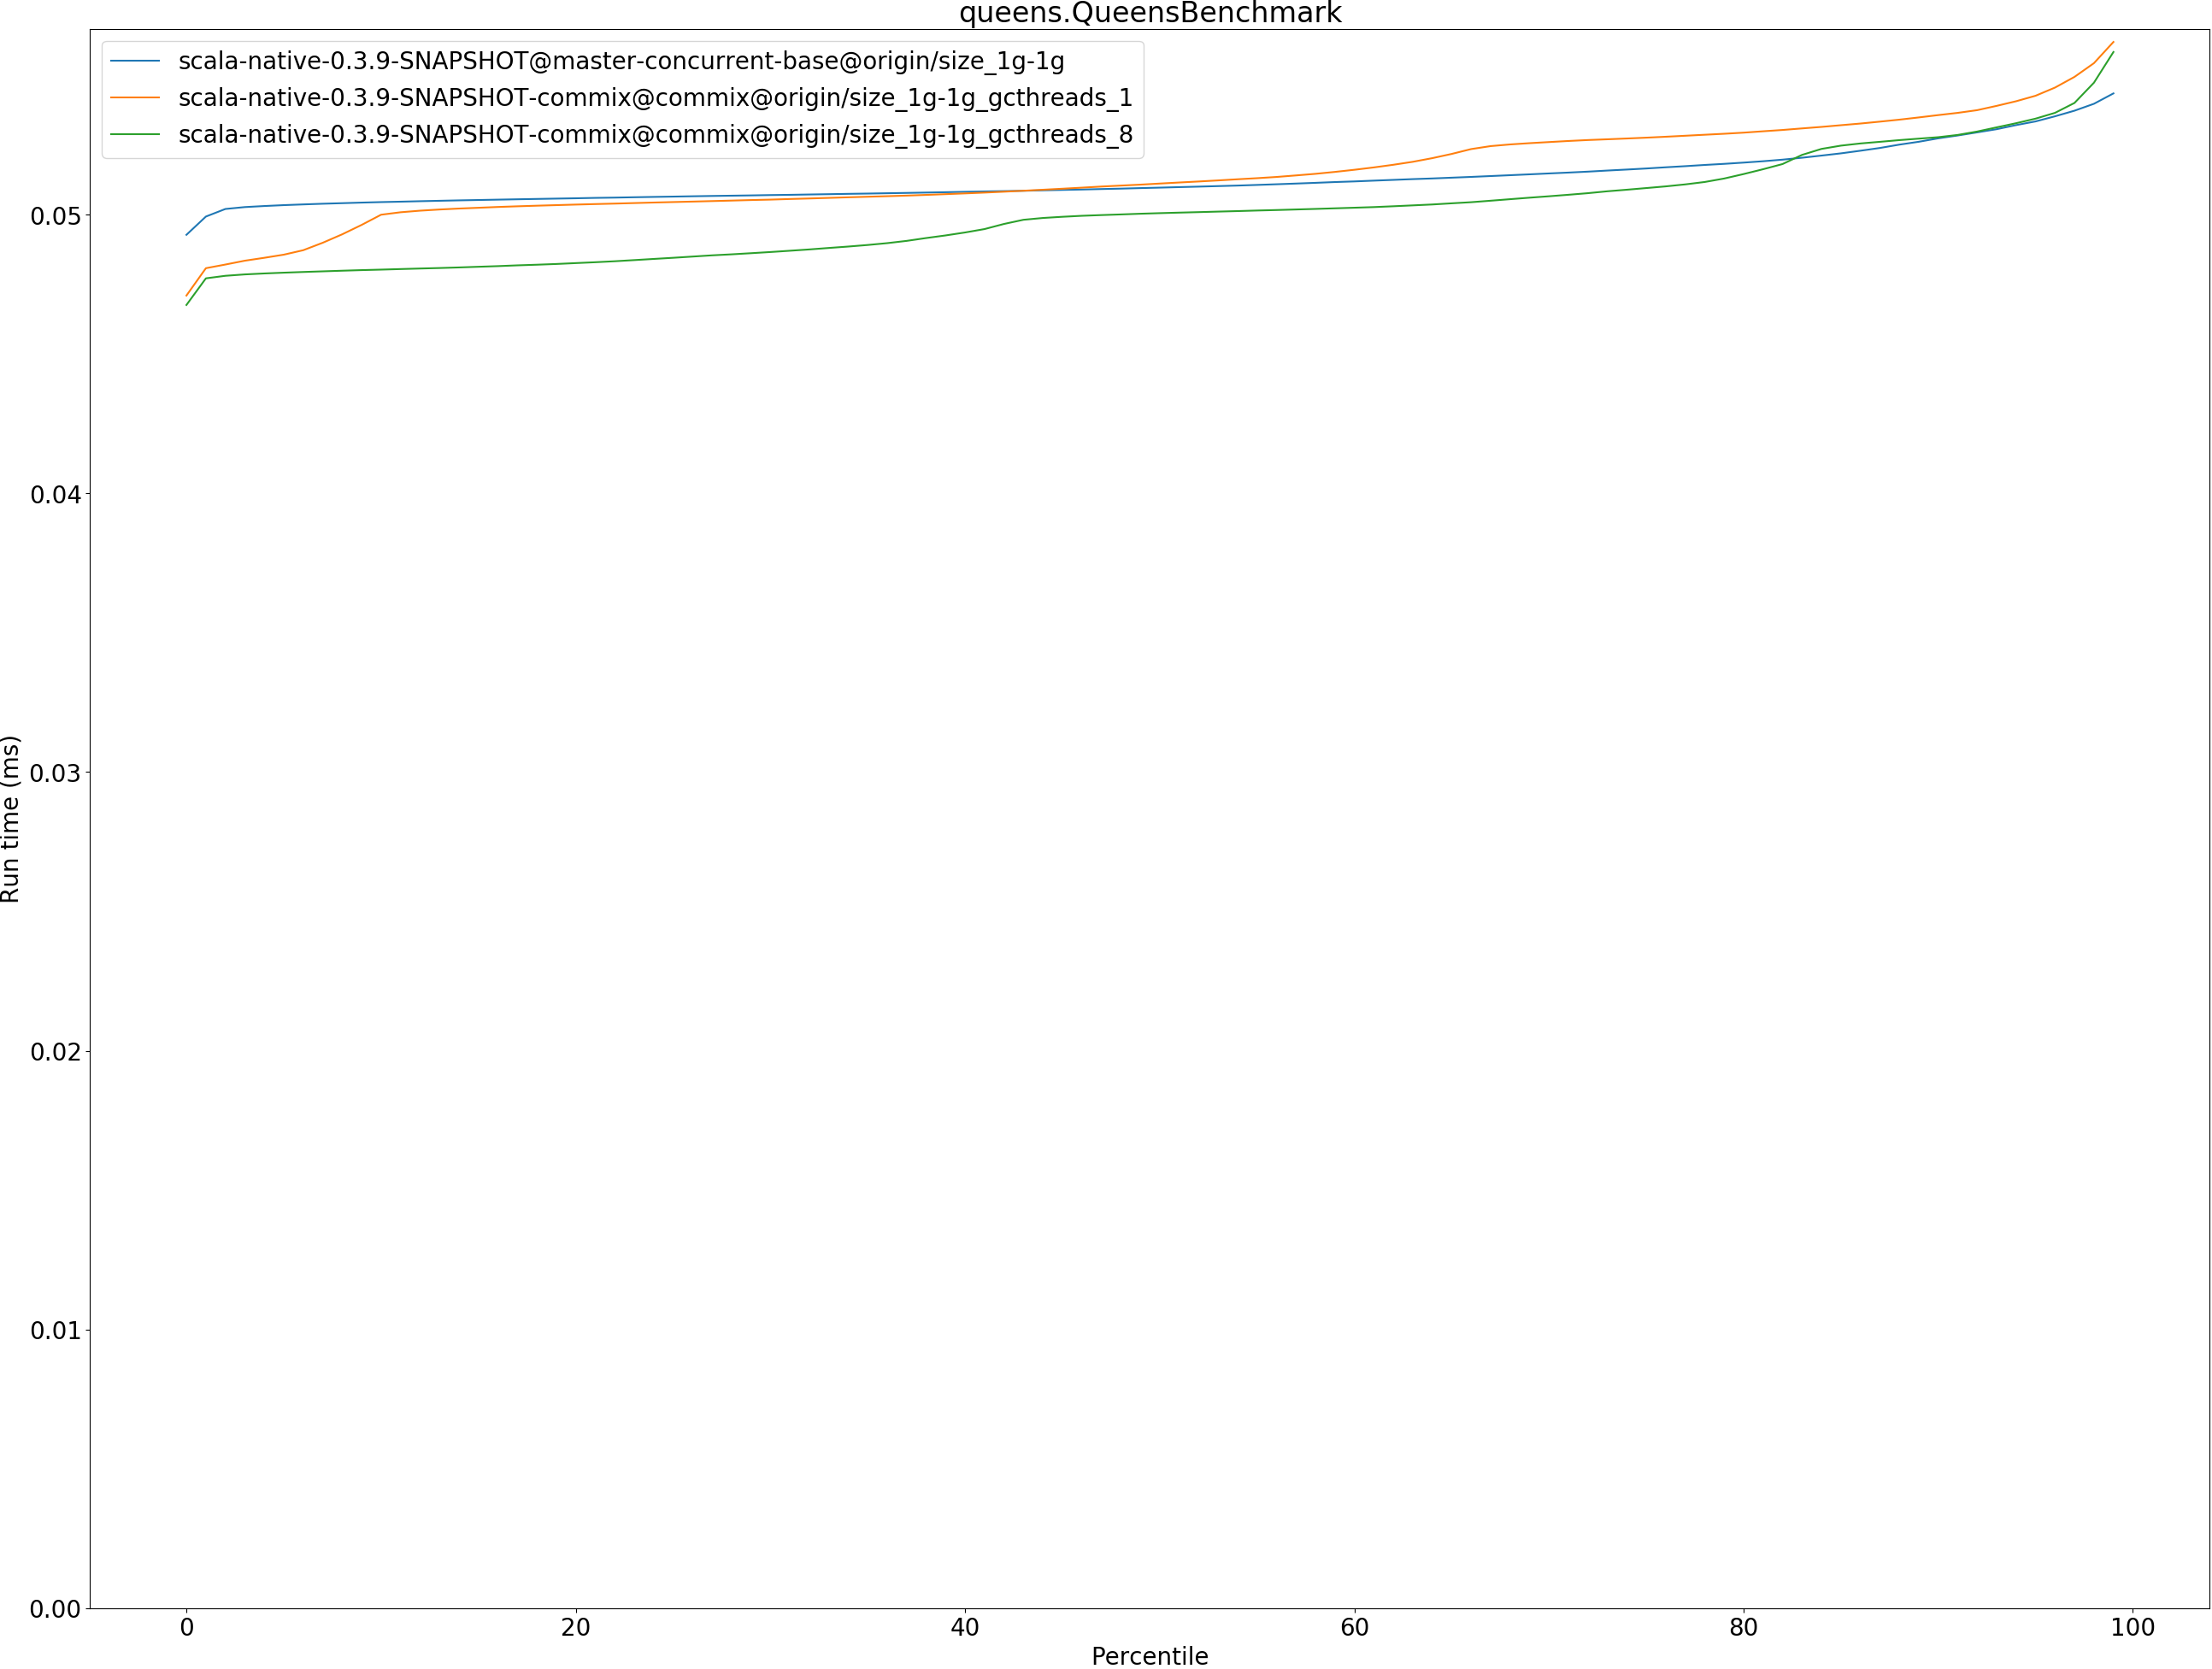 queens.QueensBenchmark
scala-native-0.3.9-SNAPSHOT@master-concurrent-base@origin/size_1g-1g
scala-native-0.3.9-SNAPSHOT-commix@commix@origin/size_1g-1g_gcthreads_1
scala-native-0.3.9-SNAPSHOT-commix@commix@origin/size_1g-1g_gcthreads_8
0.05
0.04
0.03
0.02
0.01
0.00
Run time (ms)
0 20 40 60 80 100
Percentile